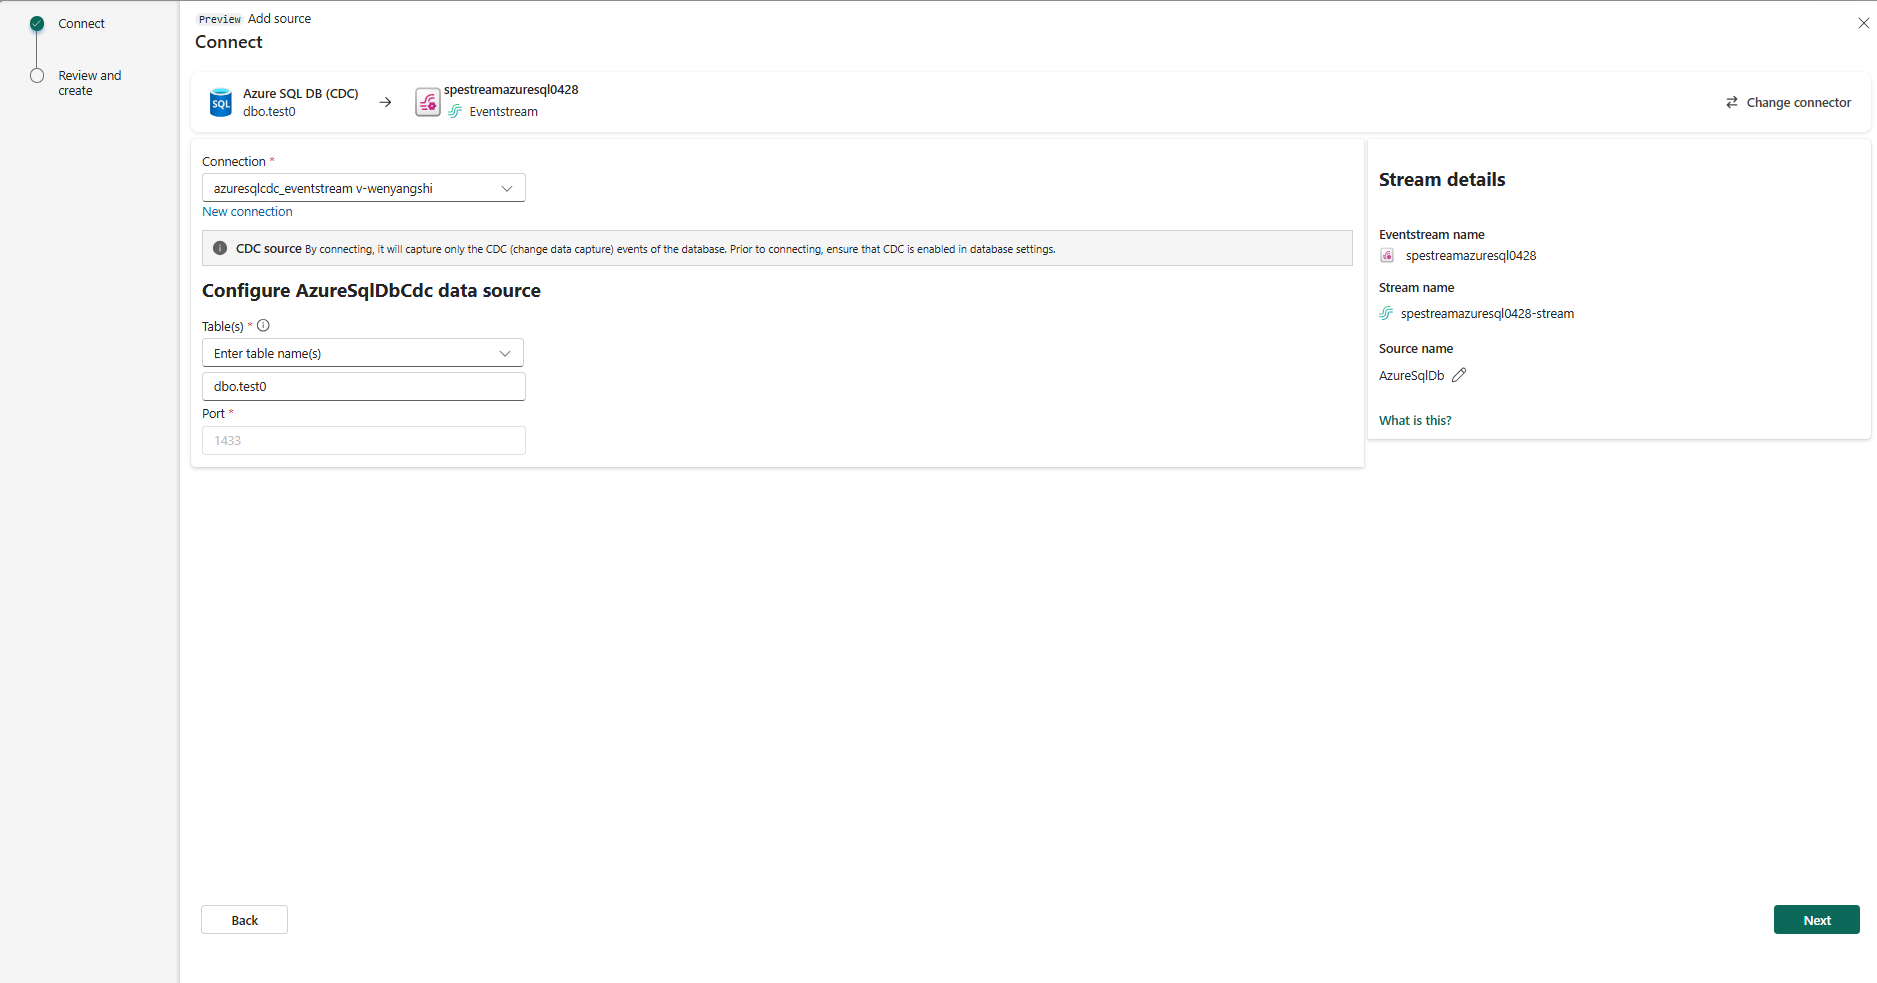 Connect
Review and
create
Preview Add source
Connect
SQL
Azure SQL DB (CDC)
dbo.test0
spestreamazuresql0428
Eventstream
Change connector
Connection *
azuresqlcdc_eventstream v-wenyangshi
New connection
CDC source By connecting, it will capture only the CDC (change data capture) events of the database. Prior to connecting, ensure that CDC is enabled in database settings.
Configure AzureSqlDbCdc data source
Table(s) *
Enter table name(s)
dbo.test0
Port *
1433
Stream details
Eventstream name
spestreamazuresql0428
Stream name
spestreamazuresql0428-stream
Source name
AzureSqlDb
What is this?
Back
Next